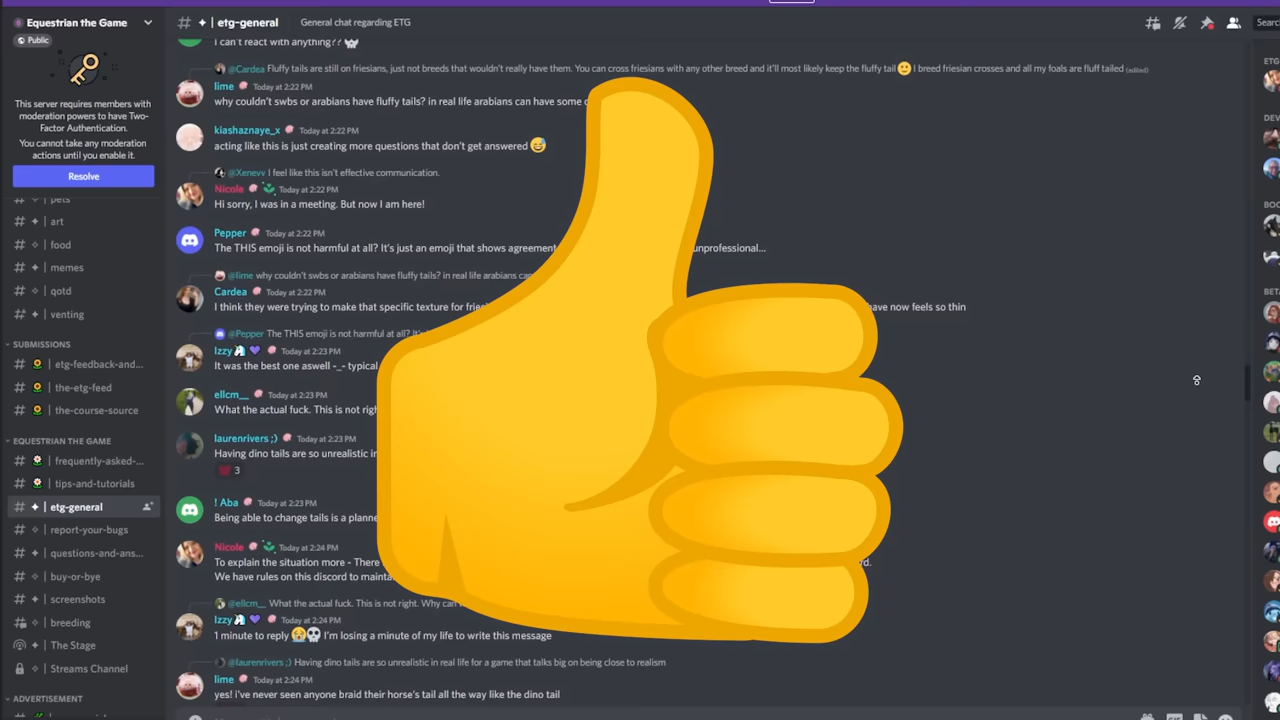 Equestrian the Game
Public
This server requires members with
moderation powers to have Two-
Factor Authentication.
You cannot take any moderation
actions until you enable it.
Resolve
# | pets
# ✦ | art
# | food
# | memes
# | qotd
# | venting
SUBMISSIONS
# | etg-feedback-and...
# | the-etg-feed
# | the-course-source
EQUESTRIAN THE GAME
# | frequently-asked-...
# | tips-and-tutorials
# ✦ | etg-general
# | report-your-bugs
# | questions-and-ans...
# | buy-or-bye
# | screenshots
# | breeding
The Stage
Streams Channel
ADVERTISEMENT
# ✦ | etg-general General chat regarding ETG
Searc
I can't react with anything??
@Cardea Fluffy tails are still on friesians, just not breeds that wouldn't really have them. You can cross friesians with any other breed and it'll most likely keep the fluffy tail I breed friesian crosses and all my foals are fluff tailed (edited)
lime Today at 2:22 PM
why couldn't swbs or arabians have fluffy tails? in real life arabians can have some
kiashaznaye_x Today at 2:22 PM
acting like this is just creating more questions that don't get answered 😅
@Xenevv I feel like this isn't effective communication.
Nicole Today at 2:22 PM
Hi sorry, I was in a meeting. But now I am here!
Pepper Today at 2:22 PM
The THIS emoji is not harmful at all? It's just an emoji that shows agreement unprofessional...
@lime why couldn't swbs or arabians have fluffy tails? in real life arabians
Cardea Today at 2:22 PM
I think they were trying to make that specific texture for have now feels so thin
@Pepper The THIS emoji is not harmful at all?
Izzy Today at 2:23 PM
It was the best one aswell -_- typical
ellcm__ Today at 2:23 PM
What the actual fuck. This is not
laurenrivers ;) Today at 2:23 PM
Having dino tails are so unrealistic
3
! Aba Today at 2:23 PM
Being able to change tails is a
Nicole Today at 2:24 PM
To explain the situation more - There
We have rules on this discord to
@ellcm__ What the actual fuck. This is not right. Why
Izzy Today at 2:24 PM
1 minute to reply 😭💀 I'm losing a minute of my life to write this message
@laurenrivers ;) Having dino tails are so unrealistic in real life for a game that talks big on being close to realism
lime Today at 2:24 PM
yes! i've never seen anyone braid their horse's tail all the way like the dino tail
ETG
DEV
BOO
BETA